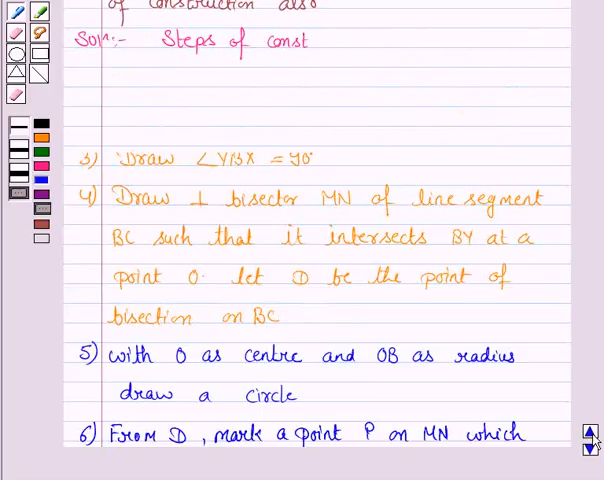 of construction also
Solⁿ:- Steps of const
3) Draw ∠YBX = 90°
4) Draw ⊥ bisector MN of line segment
BC such that it intersects BY at a
point O. let D be the point of
bisection on BC
5) with O as centre and OB as radius
draw a circle
6) From D, mark a point P on MN which